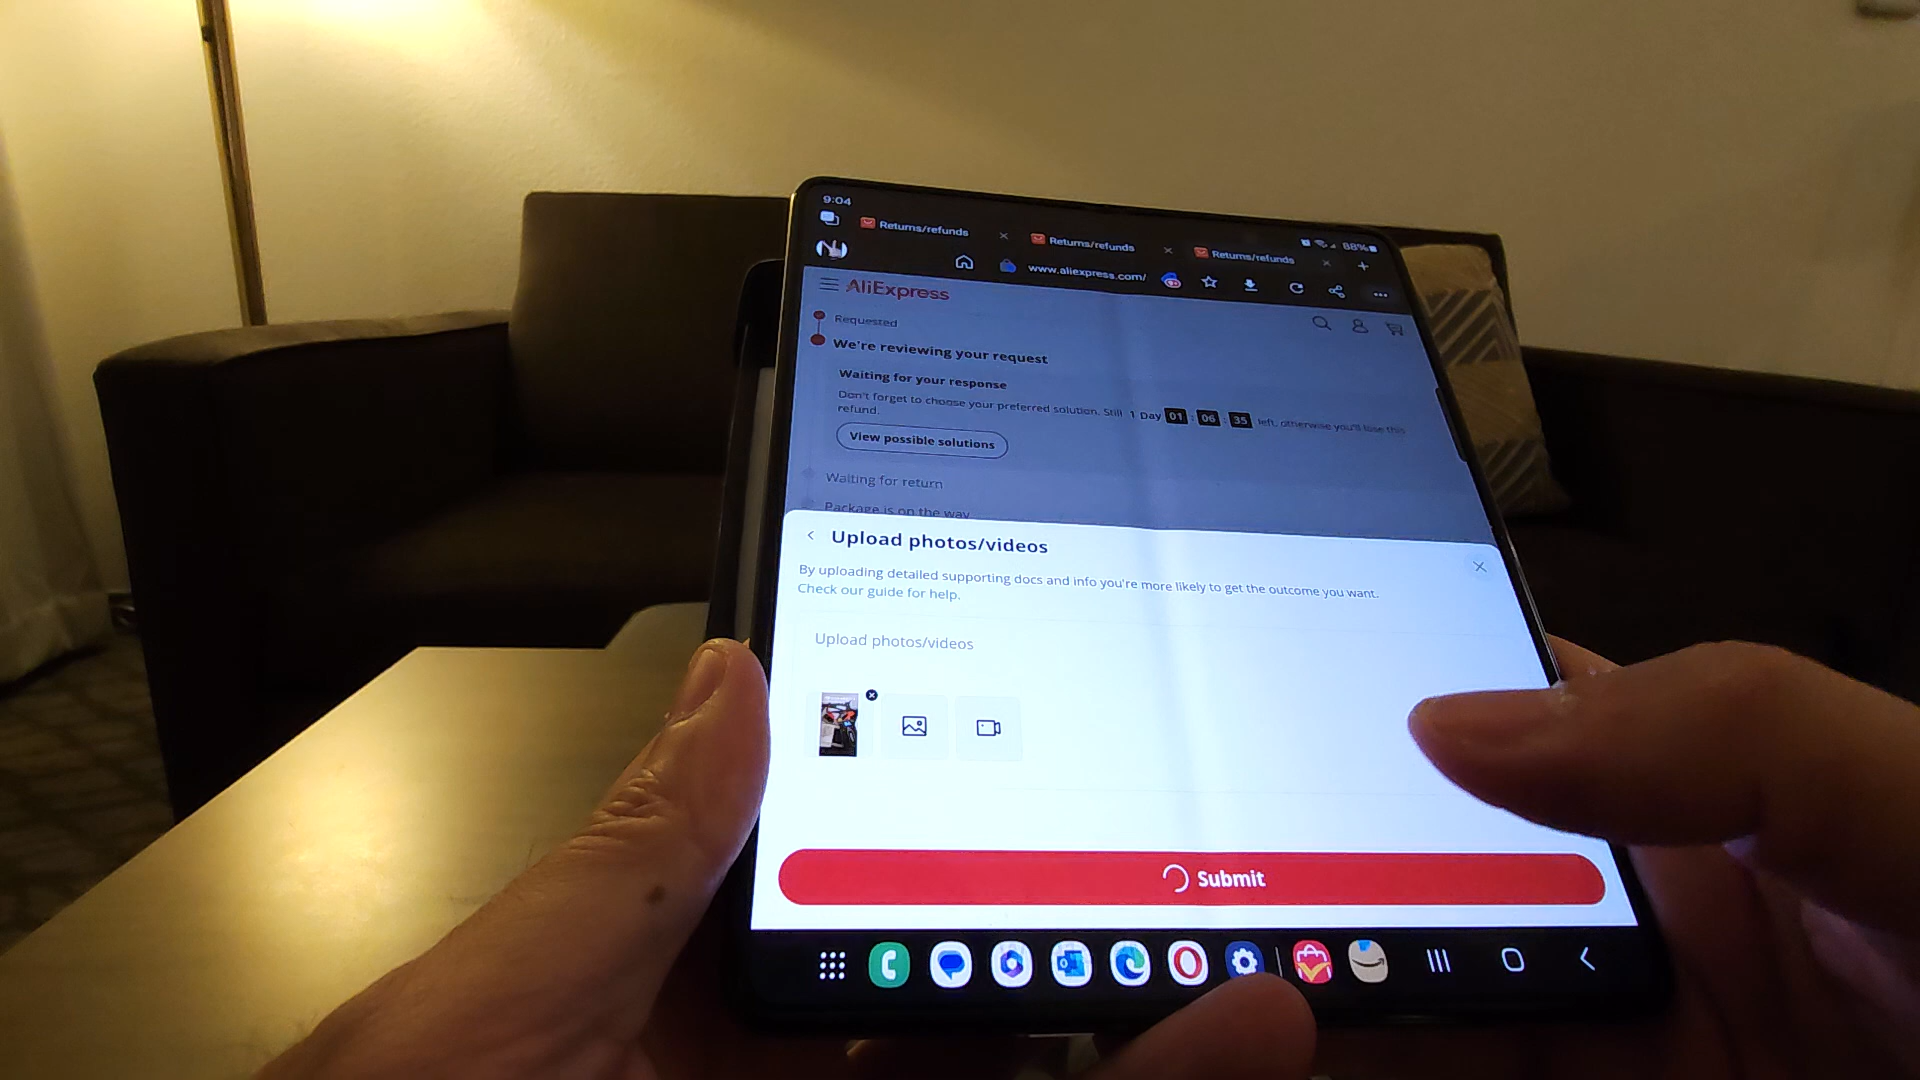 9:04
88%
Returns/refunds
Returns/refunds
Returns/refunds
www.aliexpress.com/
AliExpress
Requested
We're reviewing your request
Waiting for your response
Don't forget to choose your preferred solution. Still 1 Day 01 : 06 : 35 left, otherwise you'll lose this
refund.
View possible solutions
Waiting for return
Package is on the way
Upload photos/videos
By uploading detailed supporting docs and info you're more likely to get the outcome you want.
Check our guide for help.
Upload photos/videos
Submit